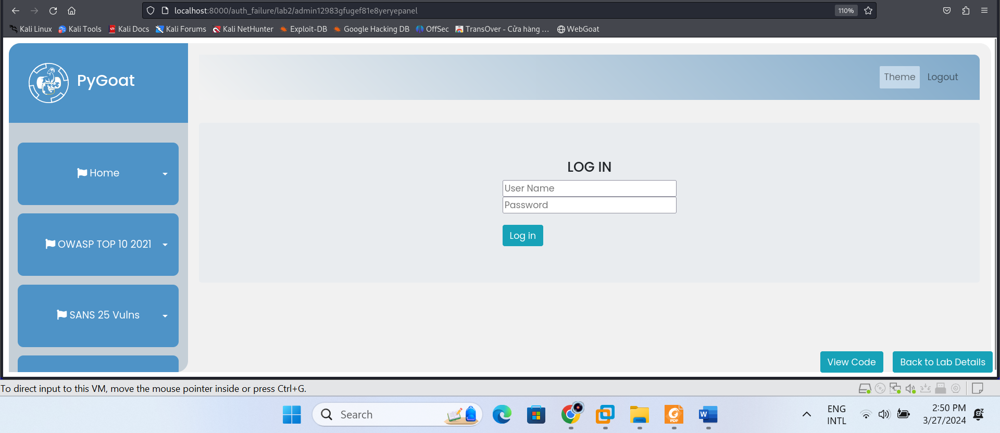 localhost:8000/auth_failure/lab2/admin12983gfugef81e8yeryepanel
110%
Kali Linux
Kali Tools
Kali Docs
Kali Forums
Kali NetHunter
Exploit-DB
Google Hacking DB
OffSec
TransOver - Cửa hàng ...
WebGoat
PyGoat
Theme
Logout
Home
OWASP TOP 10 2021
SANS 25 Vulns
LOG IN
User Name
Password
Log in
View Code
Back to Lab Details
To direct input to this VM, move the mouse pointer inside or press Ctrl+G.
Search
PDF
W
ENG
INTL
2:50 PM
3/27/2024